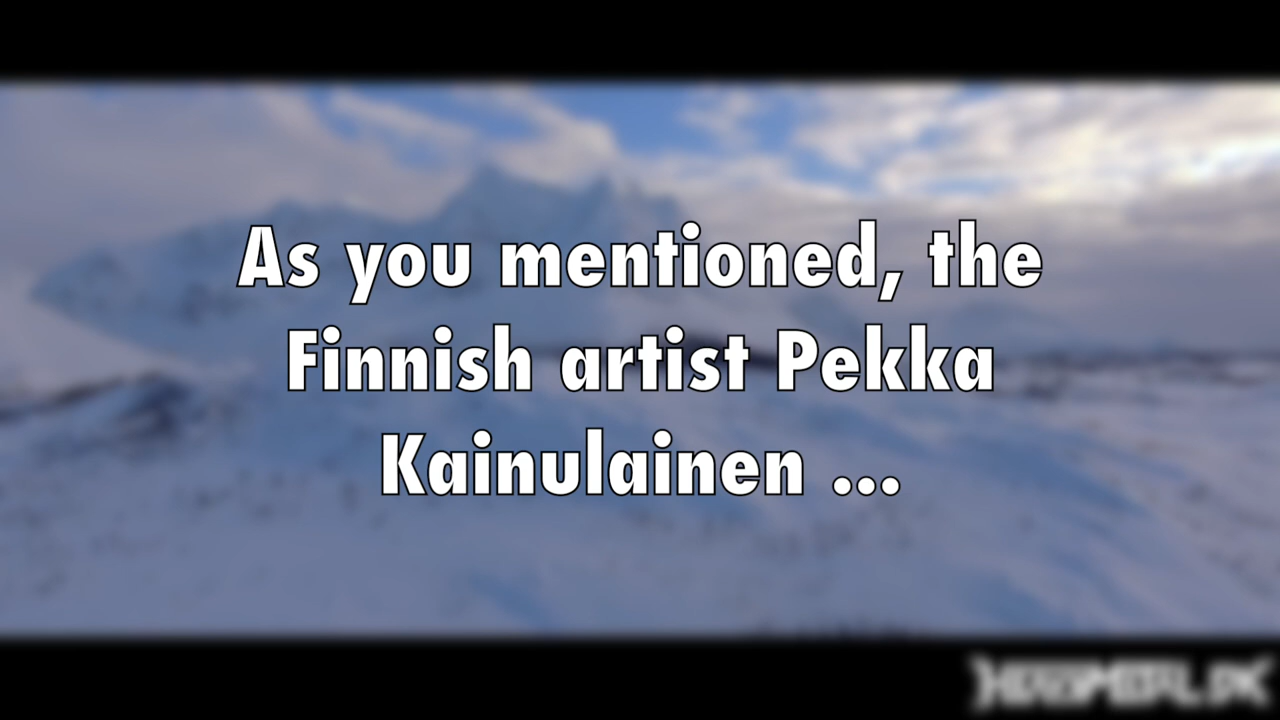 As you mentioned, the
Finnish artist Pekka
Kainulainen ...